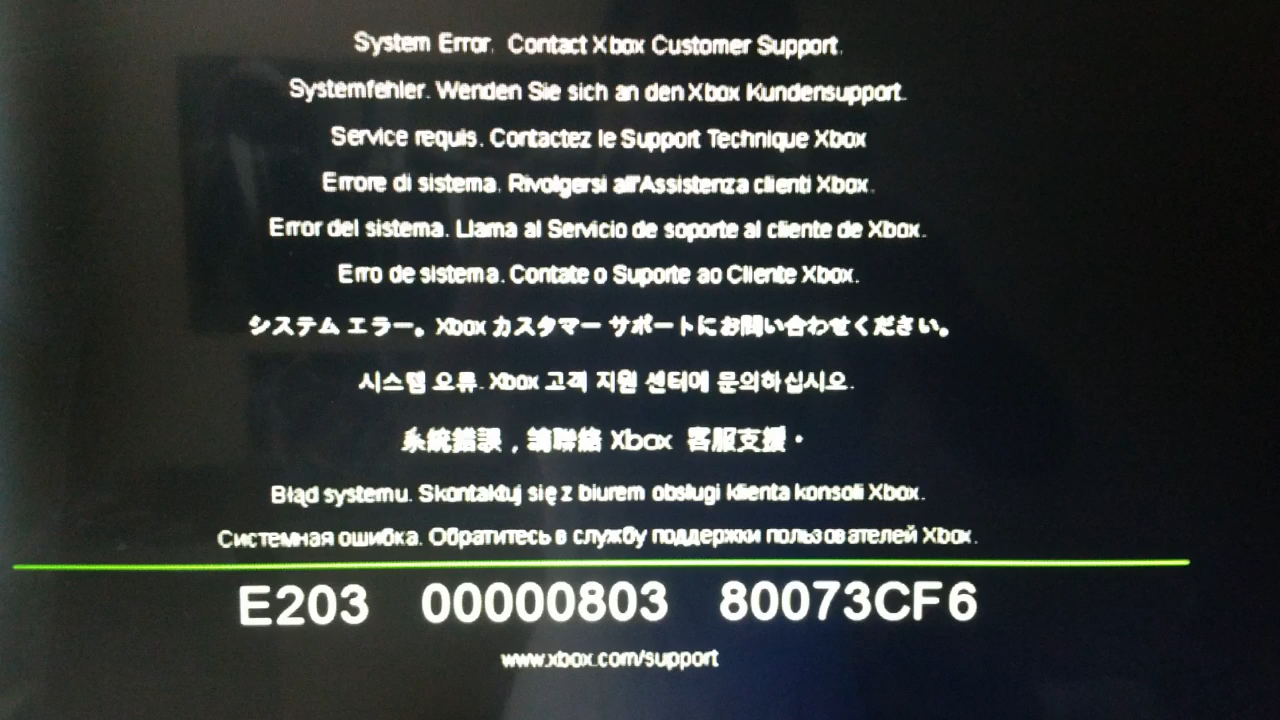 System Error. Contact Xbox Customer Support.
Systemfehler. Wenden Sie sich an den Xbox Kundensupport.
Service requis. Contactez le Support Technique Xbox
Errore di sistema. Rivolgersi all'Assistenza clienti Xbox.
Error del sistema. Llama al Servicio de soporte al cliente de Xbox.
Erro de sistema. Contate o Suporte ao Cliente Xbox.
システム エラー。Xbox カスタマー サポートにお問い合わせください。
시스템 오류. Xbox 고객 지원 센터에 문의하십시오.
系統錯誤，請聯絡 Xbox 客服支援。
Błąd systemu. Skontaktuj się z biurem obsługi klienta konsoli Xbox.
Системная ошибка. Обратитесь в службу поддержки пользователей Xbox.
E203 00000803 80073CF6
www.xbox.com/support